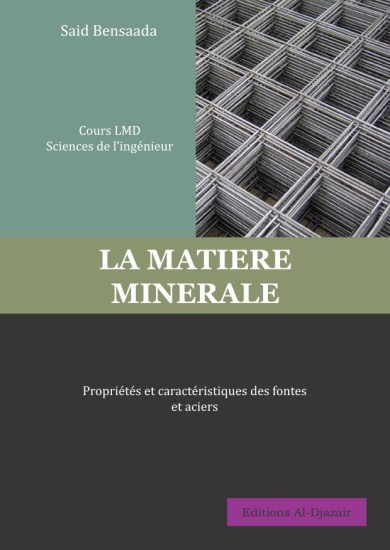 Said Bensaada
Cours LMD
Sciences de l'ingénieur
LA MATIERE
MINERALE
Propriétés et caractéristiques des fontes
et aciers
Editions Al-Djazair